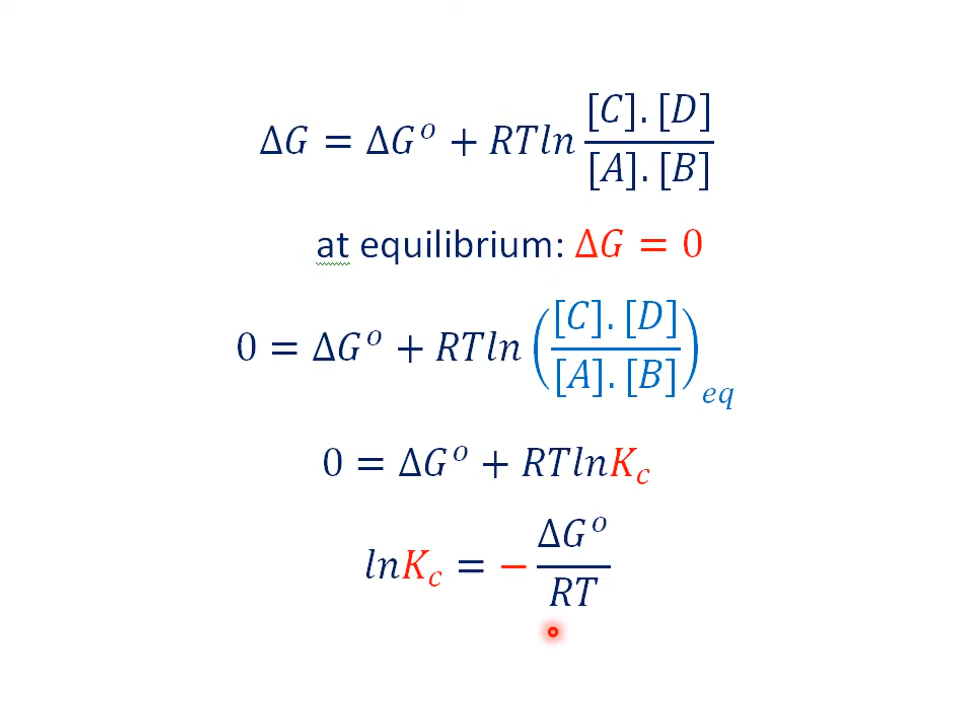 ΔG = ΔG° + RTln [C].[D] / [A].[B]
at equilibrium: ΔG = 0
0 = ΔG° + RTln ([C].[D] / [A].[B])eq
0 = ΔG° + RTlnKc
lnKc = − ΔG° / RT